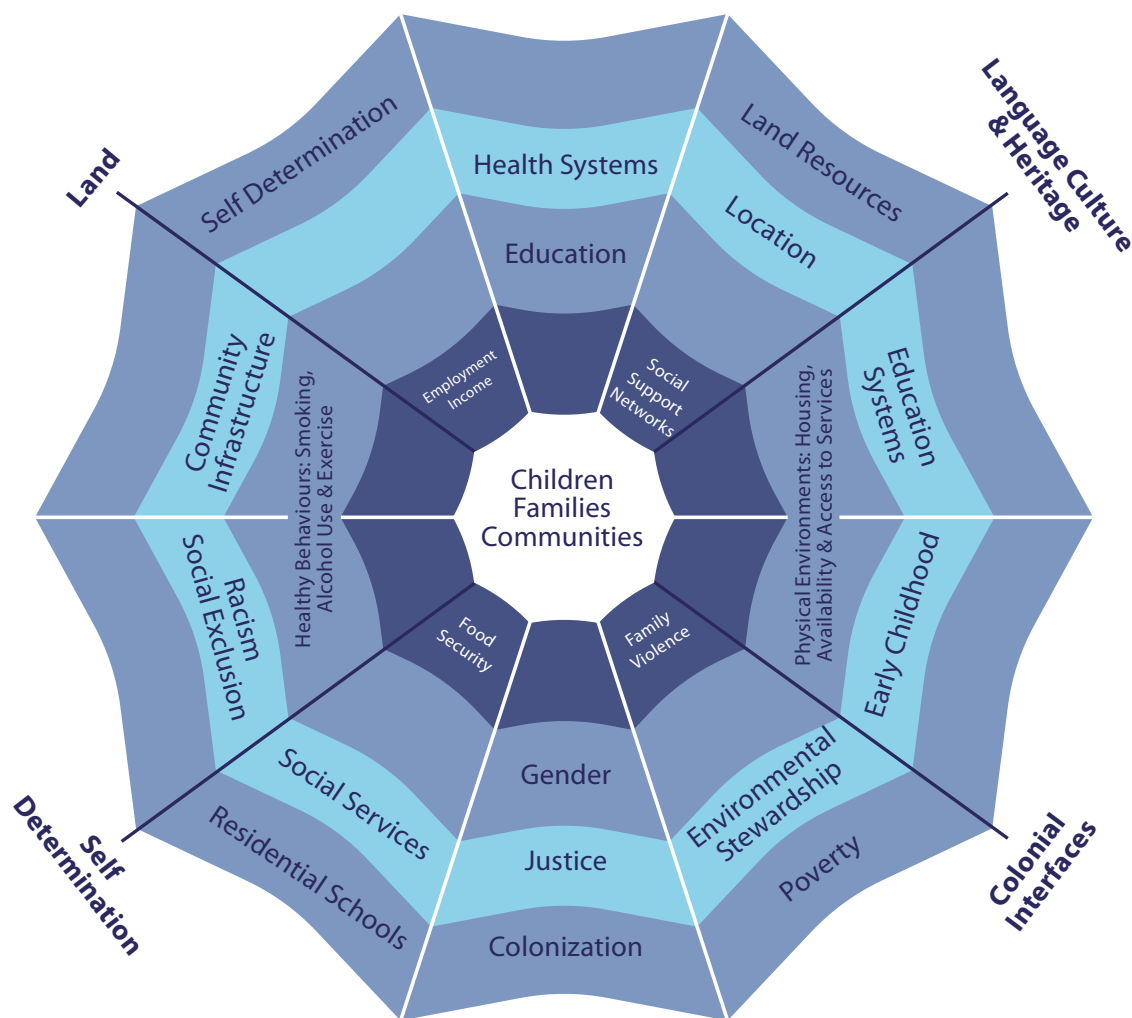 Language Culture
& Heritage
Land
Self Determination
Land Resources
Health Systems
Location
Education
Community
Infrastructure
Education
Systems
Employment
Income
Social
Support
Networks
Healthy Behaviours: Smoking,
Alcohol Use & Exercise
Children
Families
Communities
Physical Environments: Housing,
Availability & Access to Services
Racism
Social Exclusion
Early Childhood
Food
Security
Family
Violence
Social Services
Gender
Environmental
Stewardship
Residential Schools
Justice
Poverty
Colonization
Self
Determination
Colonial
Interfaces